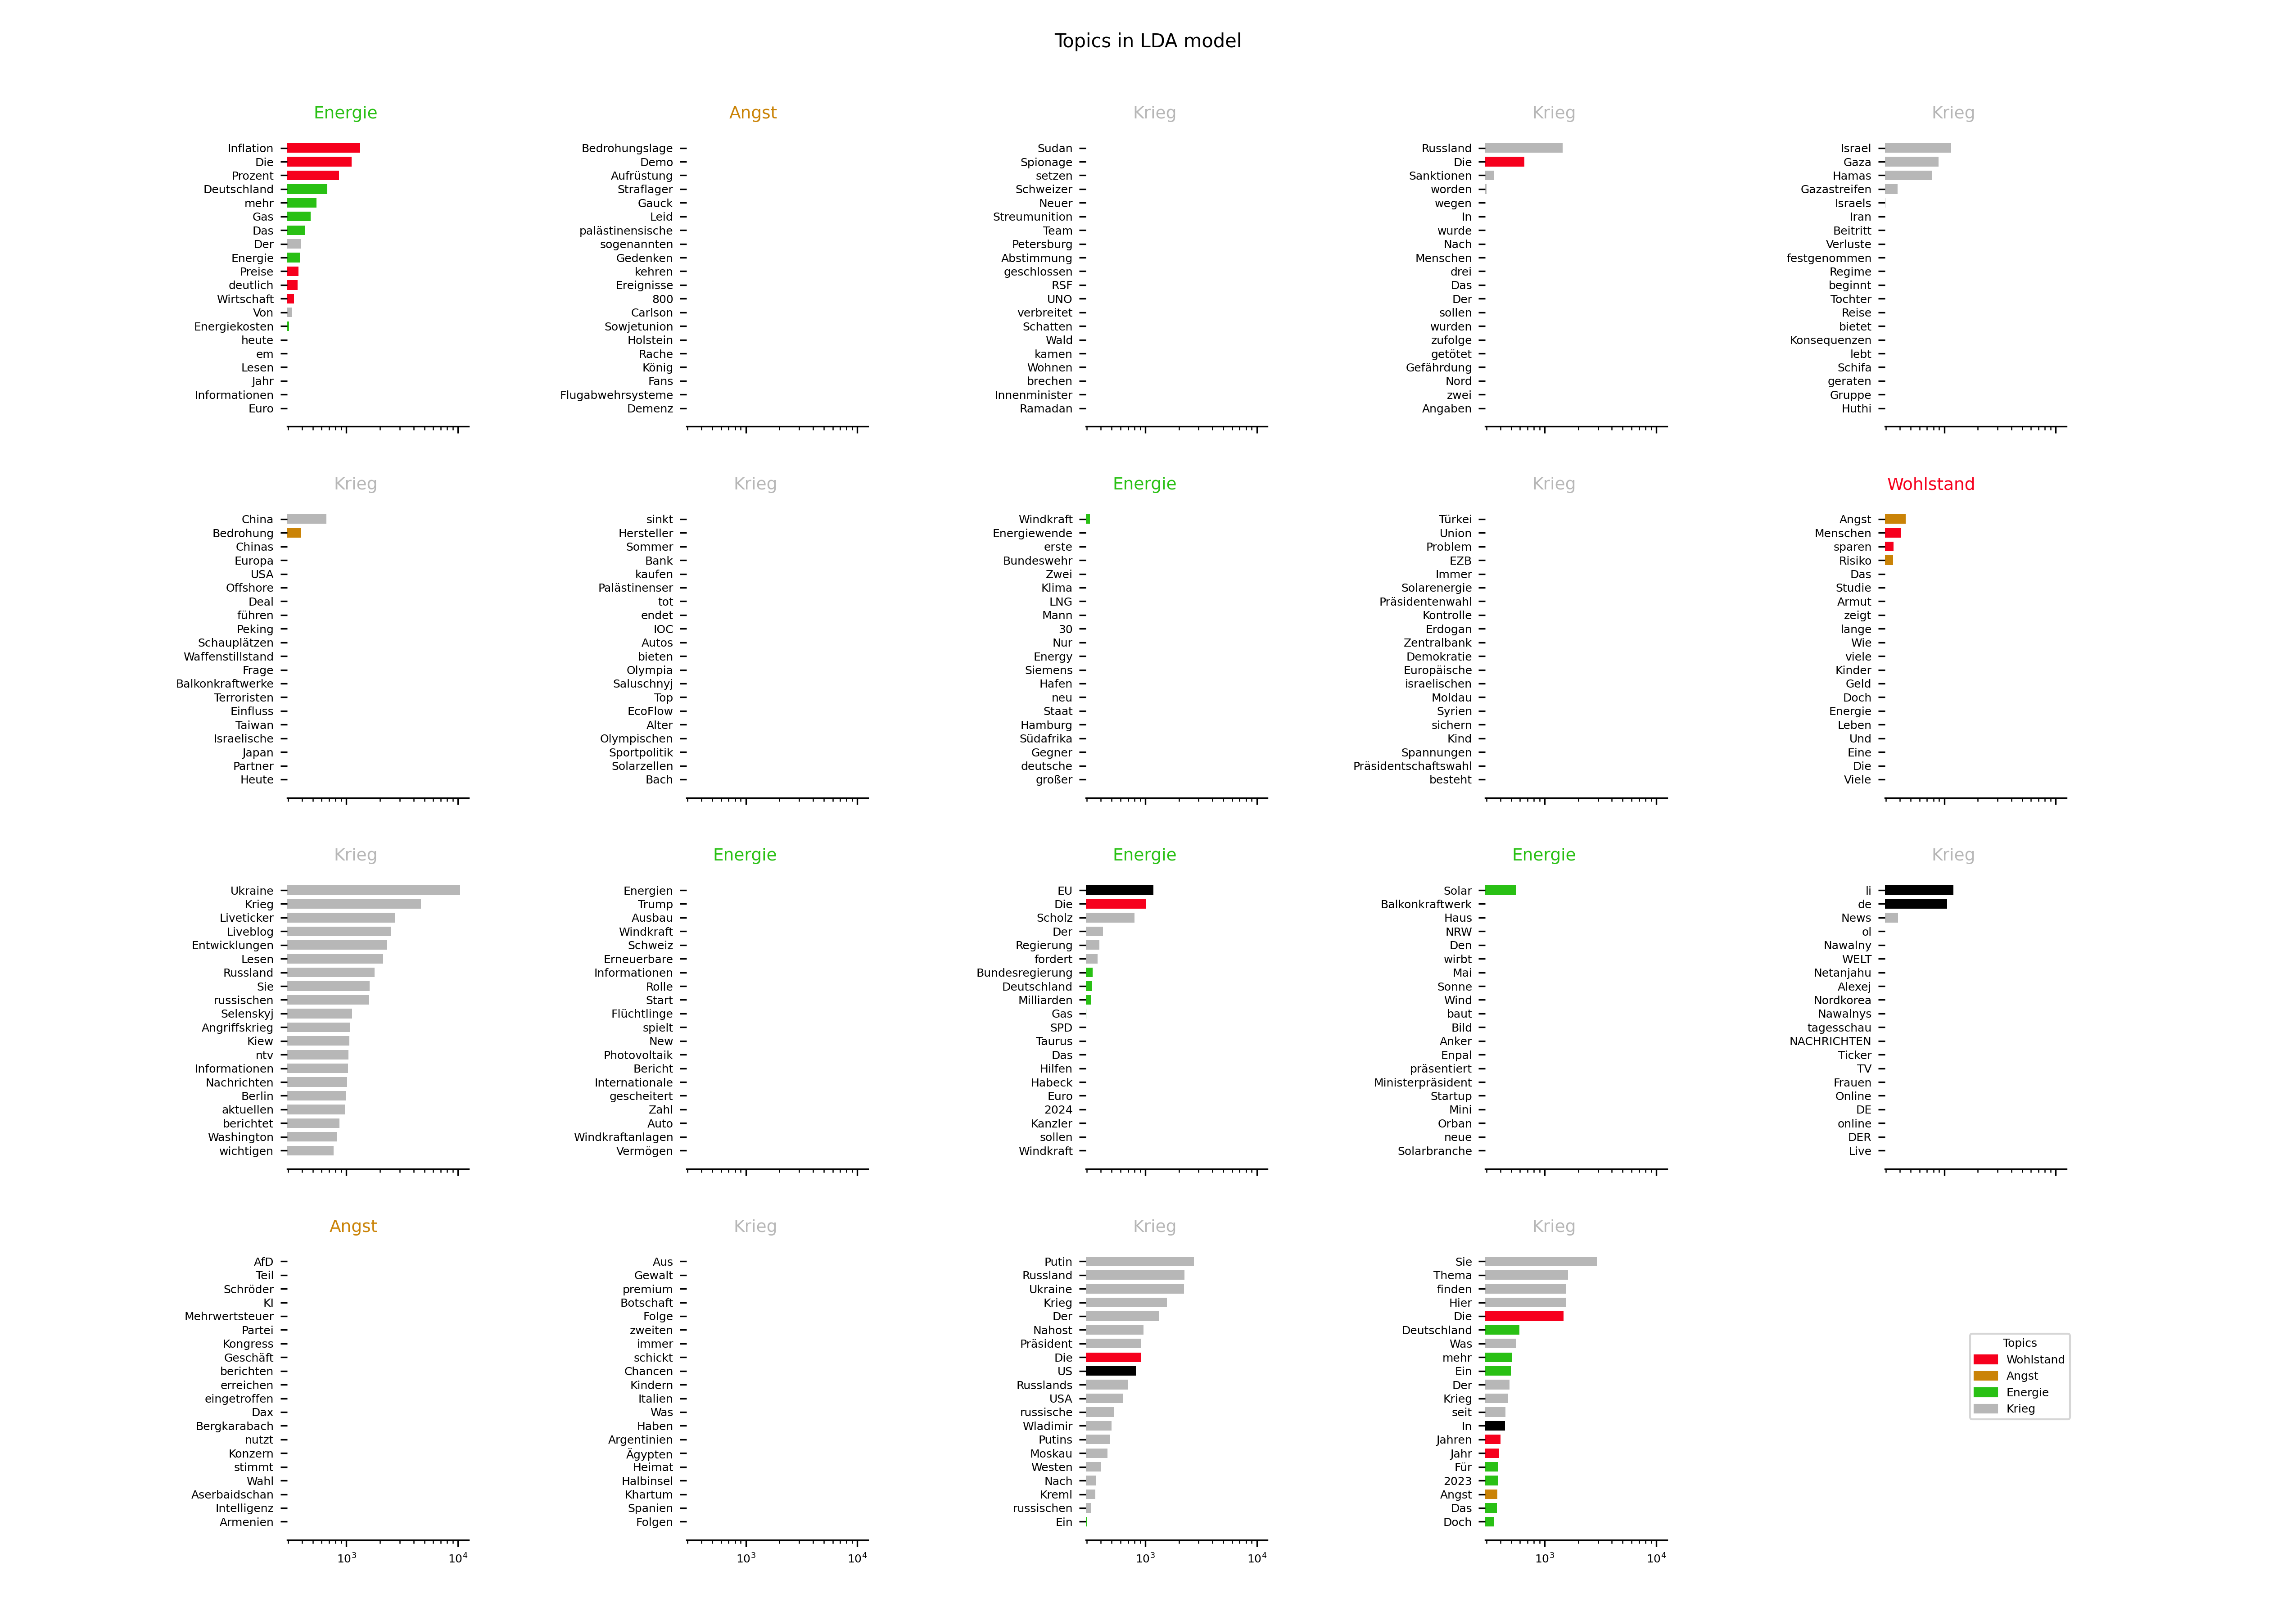 Topics in LDA model
Energie
Inflation
Die
Prozent
Deutschland
mehr
Gas
Das
Der
Energie
Preise
deutlich
Wirtschaft
Von
Energiekosten
heute
em
Lesen
Jahr
Informationen
Euro
Angst
Bedrohungslage
Demo
Aufrüstung
Straflager
Gauck
Leid
palästinensische
sogenannten
Gedenken
kehren
Ereignisse
800
Carlson
Sowjetunion
Holstein
Rache
König
Fans
Flugabwehrsysteme
Demenz
Krieg
Sudan
Spionage
setzen
Schweizer
Neuer
Streumunition
Team
Petersburg
Abstimmung
geschlossen
RSF
UNO
verbreitet
Schatten
Wald
kamen
Wohnen
brechen
Innenminister
Ramadan
Krieg
Russland
Die
Sanktionen
worden
wegen
In
wurde
Nach
Menschen
drei
Das
Der
sollen
wurden
zufolge
getötet
Gefährdung
Nord
zwei
Angaben
Krieg
Israel
Gaza
Hamas
Gazastreifen
Israels
Iran
Beitritt
Verluste
festgenommen
Regime
beginnt
Tochter
Reise
bietet
Konsequenzen
lebt
Schifa
geraten
Gruppe
Huthi
Krieg
China
Bedrohung
Chinas
Europa
USA
Offshore
Deal
führen
Peking
Schauplätzen
Waffenstillstand
Frage
Balkonkraftwerke
Terroristen
Einfluss
Taiwan
Israelische
Japan
Partner
Heute
Krieg
sinkt
Hersteller
Sommer
Bank
kaufen
Palästinenser
tot
endet
IOC
Autos
bieten
Olympia
Saluschnyj
Top
EcoFlow
Alter
Olympischen
Sportpolitik
Solarzellen
Bach
Energie
Windkraft
Energiewende
erste
Bundeswehr
Zwei
Klima
LNG
Mann
30
Nur
Energy
Siemens
Hafen
neu
Staat
Hamburg
Südafrika
Gegner
deutsche
großer
Krieg
Türkei
Union
Problem
EZB
Immer
Solarenergie
Präsidentenwahl
Kontrolle
Erdogan
Zentralbank
Demokratie
Europäische
israelischen
Moldau
Syrien
sichern
Kind
Spannungen
Präsidentschaftswahl
besteht
Wohlstand
Angst
Menschen
sparen
Risiko
Das
Studie
Armut
zeigt
lange
Wie
viele
Kinder
Geld
Doch
Energie
Leben
Und
Eine
Die
Viele
Krieg
Ukraine
Krieg
Liveticker
Liveblog
Entwicklungen
Lesen
Russland
Sie
russischen
Selenskyj
Angriffskrieg
Kiew
ntv
Informationen
Nachrichten
Berlin
aktuellen
berichtet
Washington
wichtigen
Energie
Energien
Trump
Ausbau
Windkraft
Schweiz
Erneuerbare
Informationen
Rolle
Start
Flüchtlinge
spielt
New
Photovoltaik
Bericht
Internationale
gescheitert
Zahl
Auto
Windkraftanlagen
Vermögen
Energie
EU
Die
Scholz
Der
Regierung
fordert
Bundesregierung
Deutschland
Milliarden
Gas
SPD
Taurus
Das
Hilfen
Habeck
Euro
2024
Kanzler
sollen
Windkraft
Energie
Solar
Balkonkraftwerk
Haus
NRW
Den
wirbt
Mai
Sonne
Wind
baut
Bild
Anker
Enpal
präsentiert
Ministerpräsident
Startup
Mini
Orban
neue
Solarbranche
Krieg
li
de
News
ol
Nawalny
WELT
Netanjahu
Alexej
Nordkorea
Nawalnys
tagesschau
NACHRICHTEN
Ticker
TV
Frauen
Online
DE
online
DER
Live
Angst
AfD
Teil
Schröder
KI
Mehrwertsteuer
Partei
Kongress
Geschäft
berichten
erreichen
eingetroffen
Dax
Bergkarabach
nutzt
Konzern
stimmt
Wahl
Aserbaidschan
Intelligenz
Armenien
10³ 10⁴
Krieg
Aus
Gewalt
premium
Botschaft
Folge
zweiten
immer
schickt
Chancen
Kindern
Italien
Was
Haben
Argentinien
Ägypten
Heimat
Halbinsel
Khartum
Spanien
Folgen
10³ 10⁴
Krieg
Putin
Russland
Ukraine
Krieg
Der
Nahost
Präsident
Die
US
Russlands
USA
russische
Wladimir
Putins
Moskau
Westen
Nach
Kreml
russischen
Ein
10³ 10⁴
Krieg
Sie
Thema
finden
Hier
Die
Deutschland
Was
mehr
Ein
Der
Krieg
seit
In
Jahren
Jahr
Für
2023
Angst
Das
Doch
10³ 10⁴
Topics
Wohlstand
Angst
Energie
Krieg